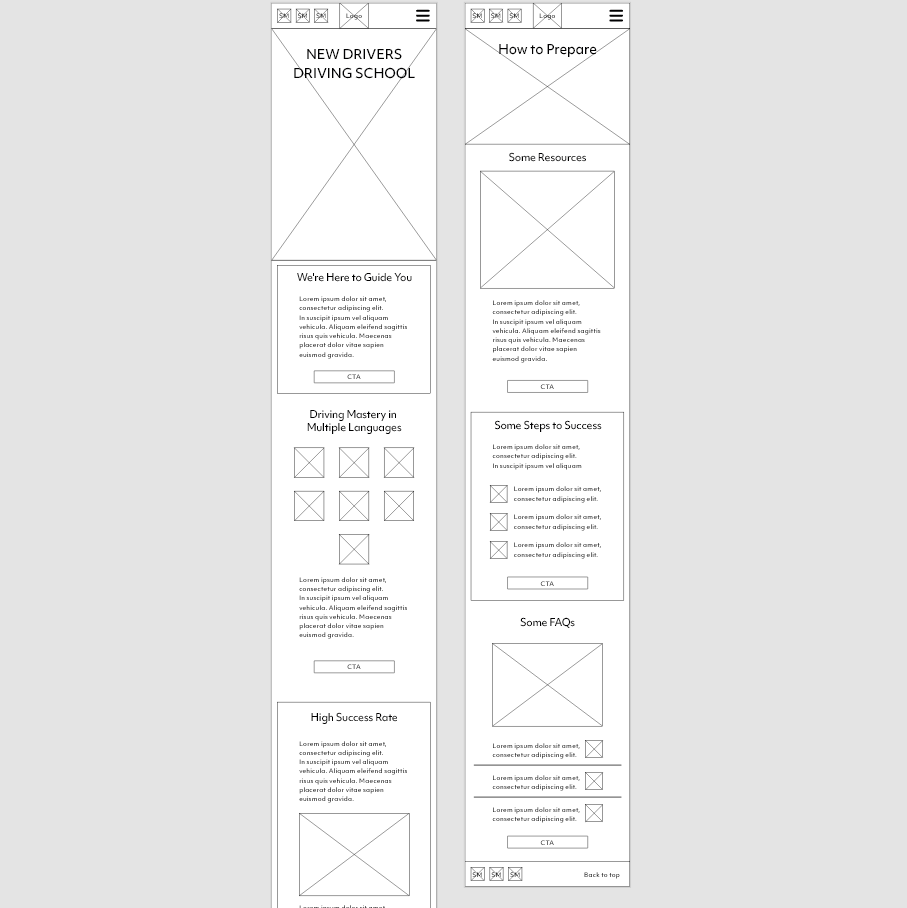 SM SM SM Logo
NEW DRIVERS
DRIVING SCHOOL
We're Here to Guide You
Lorem ipsum dolor sit amet,
consectetur adipiscing elit.
In suscipit ipsum vel aliquam
vehicula. Aliquam eleifend sagittis
risus quis vehicula. Maecenas
placerat dolor vitae sapien
euismod gravida.
CTA
Driving Mastery in
Multiple Languages
Lorem ipsum dolor sit amet,
consectetur adipiscing elit.
In suscipit ipsum vel aliquam
vehicula. Aliquam eleifend sagittis
risus quis vehicula. Maecenas
placerat dolor vitae sapien
euismod gravida.
CTA
High Success Rate
Lorem ipsum dolor sit amet,
consectetur adipiscing elit.
In suscipit ipsum vel aliquam
vehicula. Aliquam eleifend sagittis
risus quis vehicula. Maecenas
placerat dolor vitae sapien
euismod gravida.
Lorem ipsum dolor sit amet,
SM SM SM Logo
How to Prepare
Some Resources
Lorem ipsum dolor sit amet,
consectetur adipiscing elit.
In suscipit ipsum vel aliquam
vehicula. Aliquam eleifend sagittis
risus quis vehicula. Maecenas
placerat dolor vitae sapien
euismod gravida.
CTA
Some Steps to Success
Lorem ipsum dolor sit amet,
consectetur adipiscing elit.
In suscipit ipsum vel aliquam
Lorem ipsum dolor sit amet,
consectetur adipiscing elit.
Lorem ipsum dolor sit amet,
consectetur adipiscing elit.
Lorem ipsum dolor sit amet,
consectetur adipiscing elit.
CTA
Some FAQs
Lorem ipsum dolor sit amet,
consectetur adipiscing elit.
Lorem ipsum dolor sit amet,
consectetur adipiscing elit.
Lorem ipsum dolor sit amet,
consectetur adipiscing elit.
CTA
SM SM SM Back to top